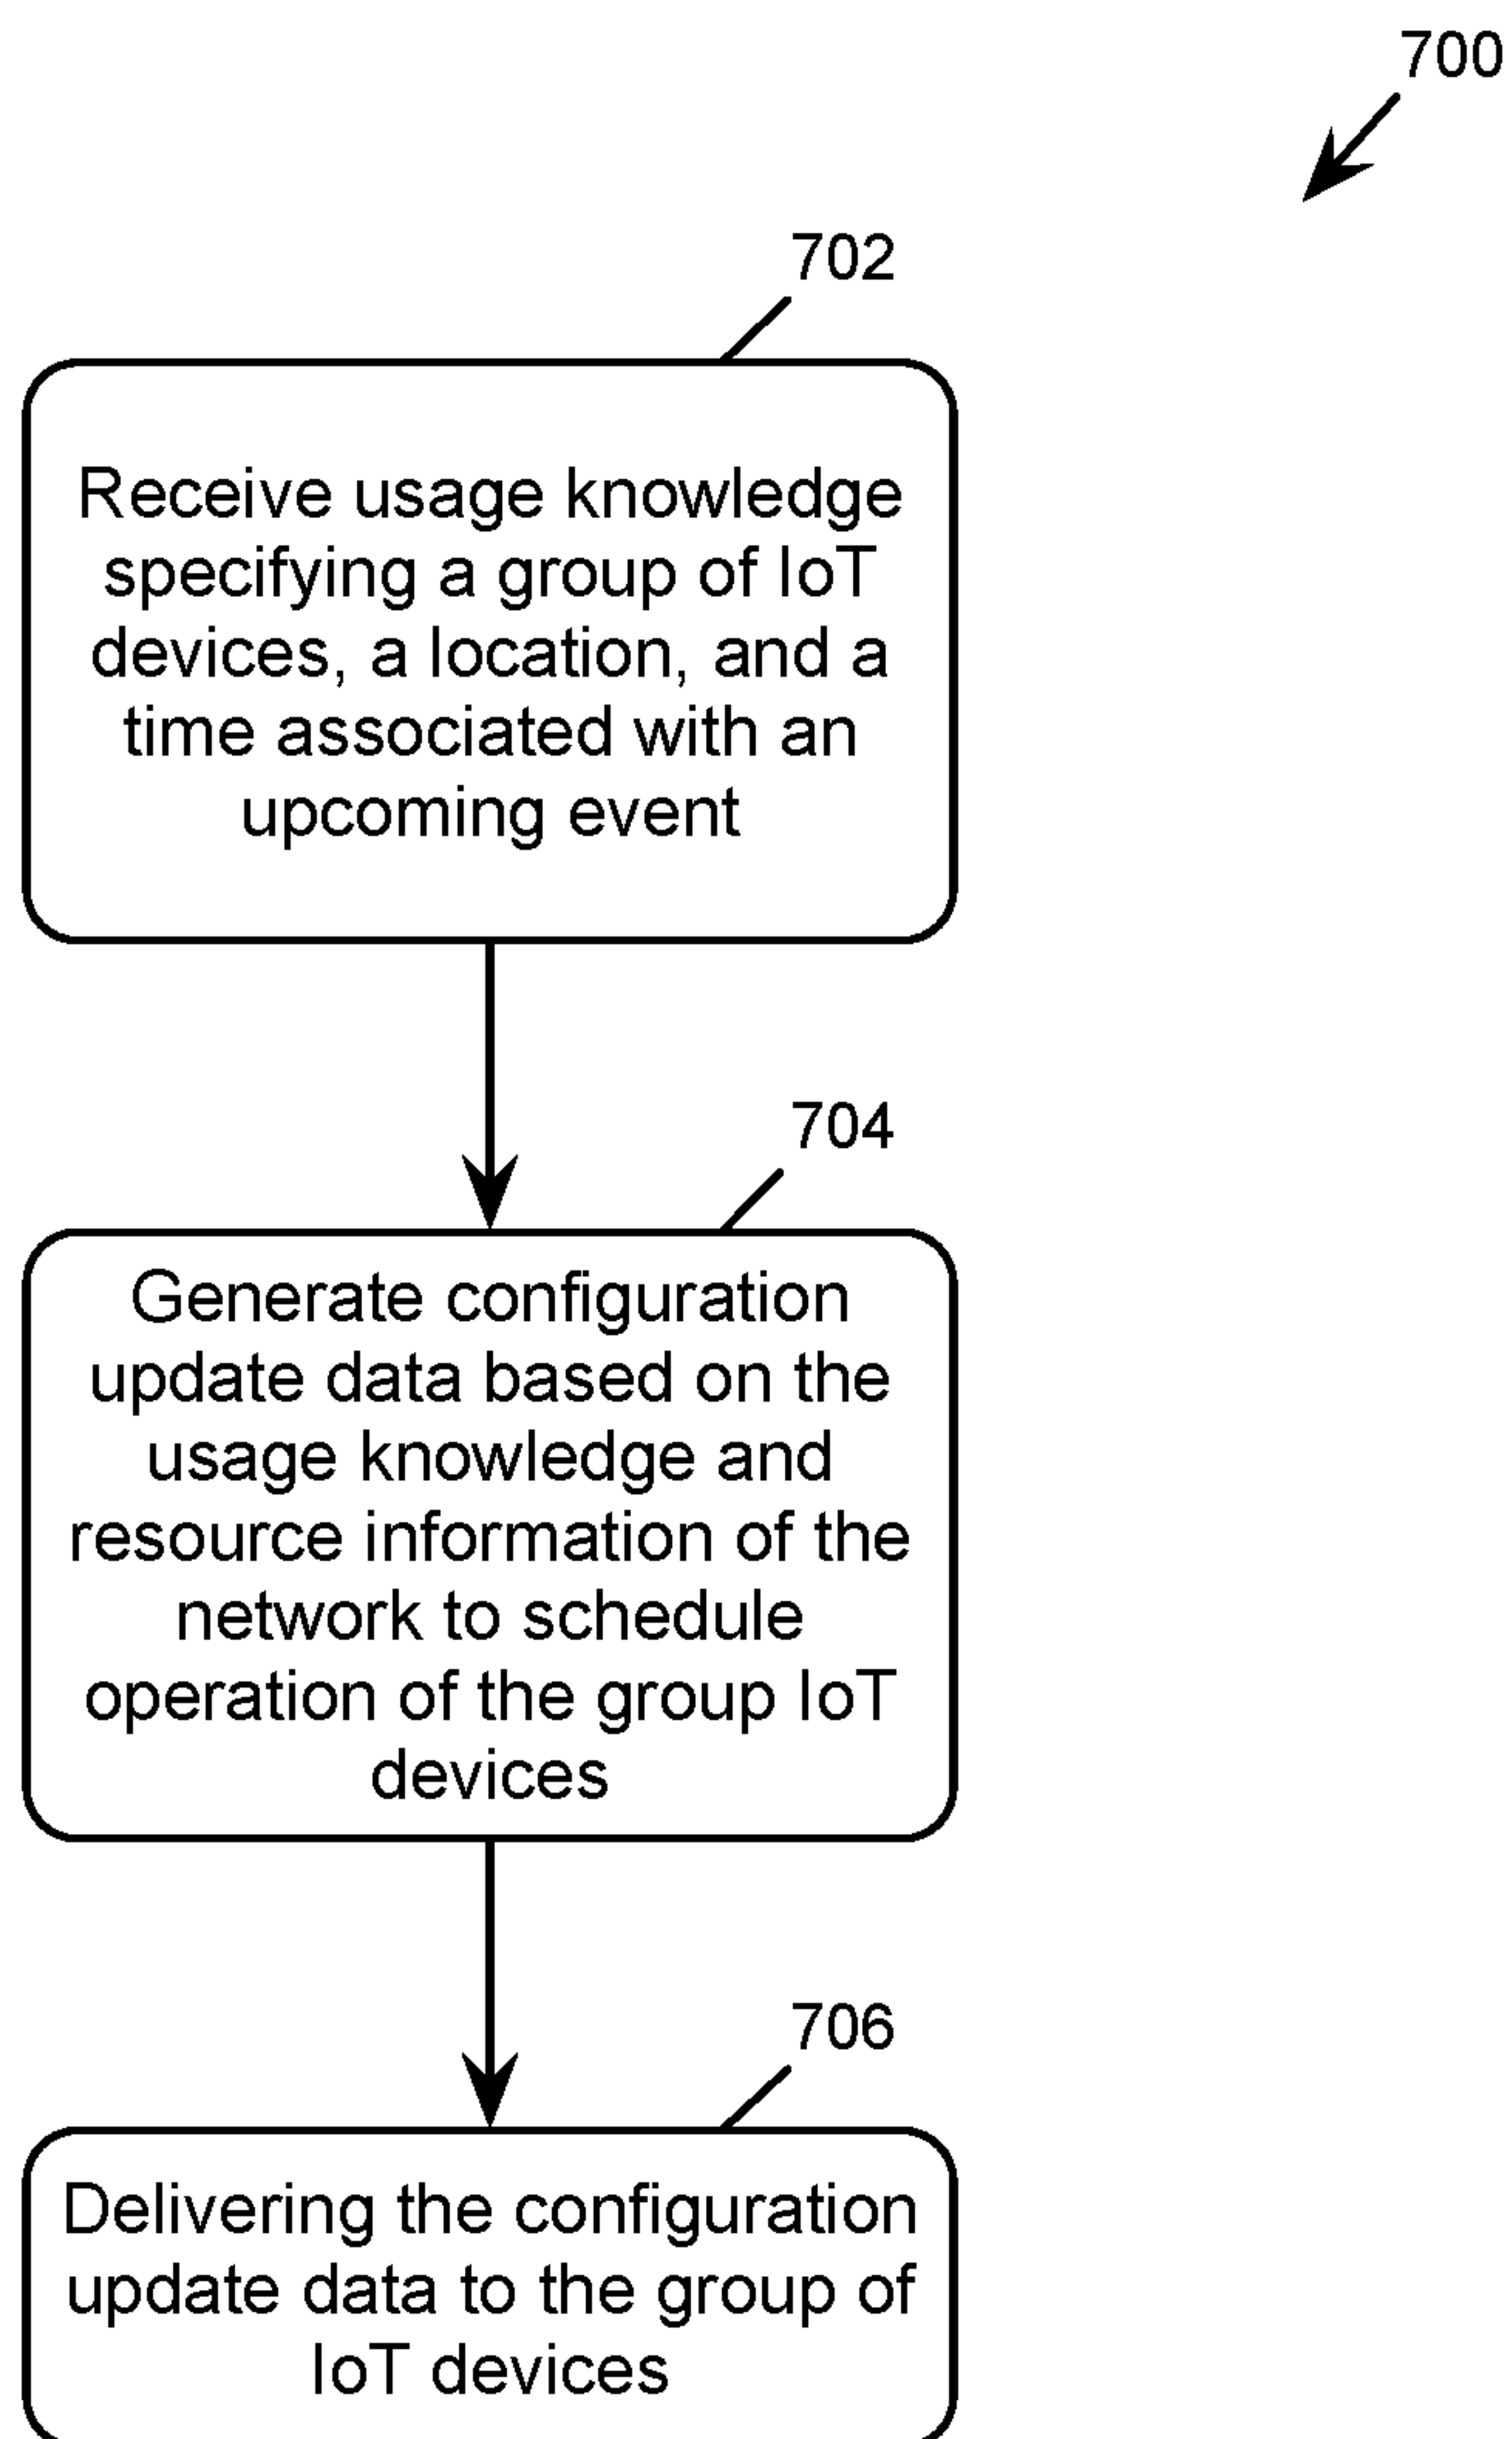 700
702
Receive usage knowledge
specifying a group of IoT
devices, a location, and a
time associated with an
upcoming event
704
Generate configuration
update data based on the
usage knowledge and
resource information of the
network to schedule
operation of the group IoT
devices
706
Delivering the configuration
update data to the group of
IoT devices